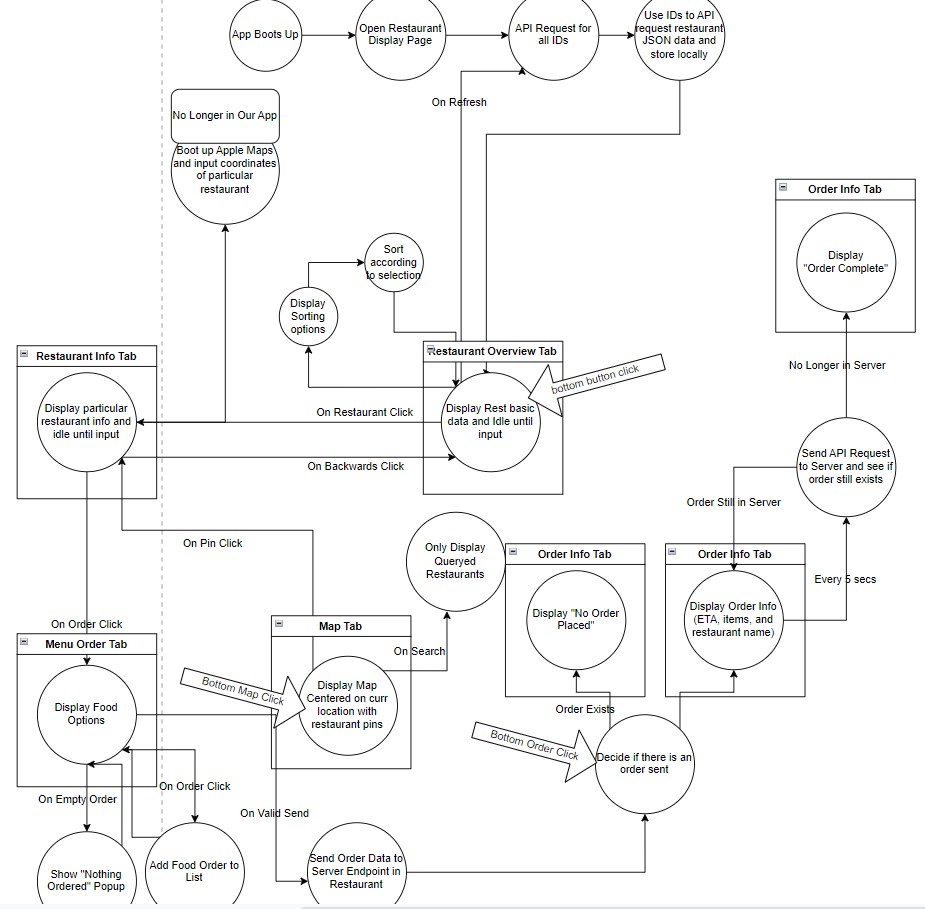 App Boots Up
Open Restaurant
Display Page
API Request for
all IDs
Use IDs to API
request restaurant
JSON data and
store locally
On Refresh
No Longer in Our App
Boot up Apple Maps
and input coordinates
of particular
restaurant
Order Info Tab
Display
"Order Complete"
Sort
according
to selection
Display
Sorting
options
Restaurant Info Tab
Restaurant Overview Tab
bottom button click
No Longer in Server
Display particular
restaurant info and
idle until input
On Restaurant Click
Display Rest basic
data and Idle until
input
On Backwards Click
Send API Request
to Server and see if
order still exists
Order Still in Server
On Pin Click
Only Display
Queryed
Restaurants
Order Info Tab
Order Info Tab
Every 5 secs
Display "No Order
Placed"
Display Order Info
(ETA, items, and
restaurant name)
On Order Click
Menu Order Tab
Map Tab
On Search
Bottom Map Click
Display Map
Centered on curr
location with
restaurant pins
Display Food
Options
Order Exists
Bottom Order Click
Decide if there is an
order sent
On Order Click
On Empty Order
On Valid Send
Show "Nothing
Ordered" Popup
Add Food Order to
List
Send Order Data to
Server Endpoint in
Restaurant